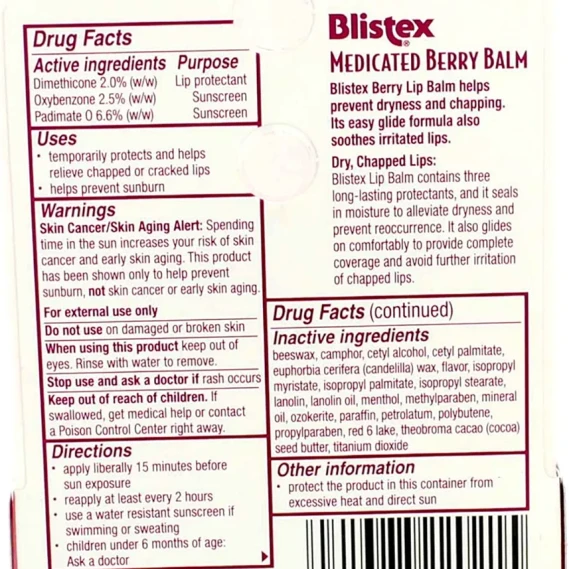 Drug Facts
Active ingredients Purpose
Dimethicone 2.0% (w/w) Lip protectant
Oxybenzone 2.5% (w/w) Sunscreen
Padimate O 6.6% (w/w) Sunscreen
Uses
• temporarily protects and helps
relieve chapped or cracked lips
• helps prevent sunburn
Warnings
Skin Cancer/Skin Aging Alert: Spending
time in the sun increases your risk of skin
cancer and early skin aging. This product
has been shown only to help prevent
sunburn, not skin cancer or early skin aging.
For external use only
Do not use on damaged or broken skin
When using this product keep out of
eyes. Rinse with water to remove.
Stop use and ask a doctor if rash occurs
Keep out of reach of children. If
swallowed, get medical help or contact
a Poison Control Center right away.
Directions
• apply liberally 15 minutes before
sun exposure
• reapply at least every 2 hours
• use a water resistant sunscreen if
swimming or sweating
• children under 6 months of age:
Ask a doctor
Blistex®
MEDICATED BERRY BALM
Blistex Berry Lip Balm helps
prevent dryness and chapping.
Its easy glide formula also
soothes irritated lips.
Dry, Chapped Lips:
Blistex Lip Balm contains three
long-lasting protectants, and it seals
in moisture to alleviate dryness and
prevent reoccurrence. It also glides
on comfortably to provide complete
coverage and avoid further irritation
of chapped lips.
Drug Facts (continued)
Inactive ingredients
beeswax, camphor, cetyl alcohol, cetyl palmitate,
euphorbia cerifera (candelilla) wax, flavor, isopropyl
myristate, isopropyl palmitate, isopropyl stearate,
lanolin, lanolin oil, menthol, methylparaben, mineral
oil, ozokerite, paraffin, petrolatum, polybutene,
propylparaben, red 6 lake, theobroma cacao (cocoa)
seed butter, titanium dioxide
Other information
• protect the product in this container from
excessive heat and direct sun